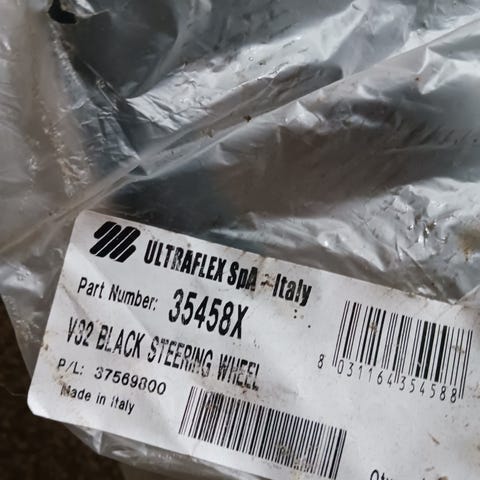 ULTRAFLEX SpA - Italy
Part Number: 35458X
V32 BLACK STEERING WHEEL
P/L: 37569800
Made in Italy
8 031164 354588